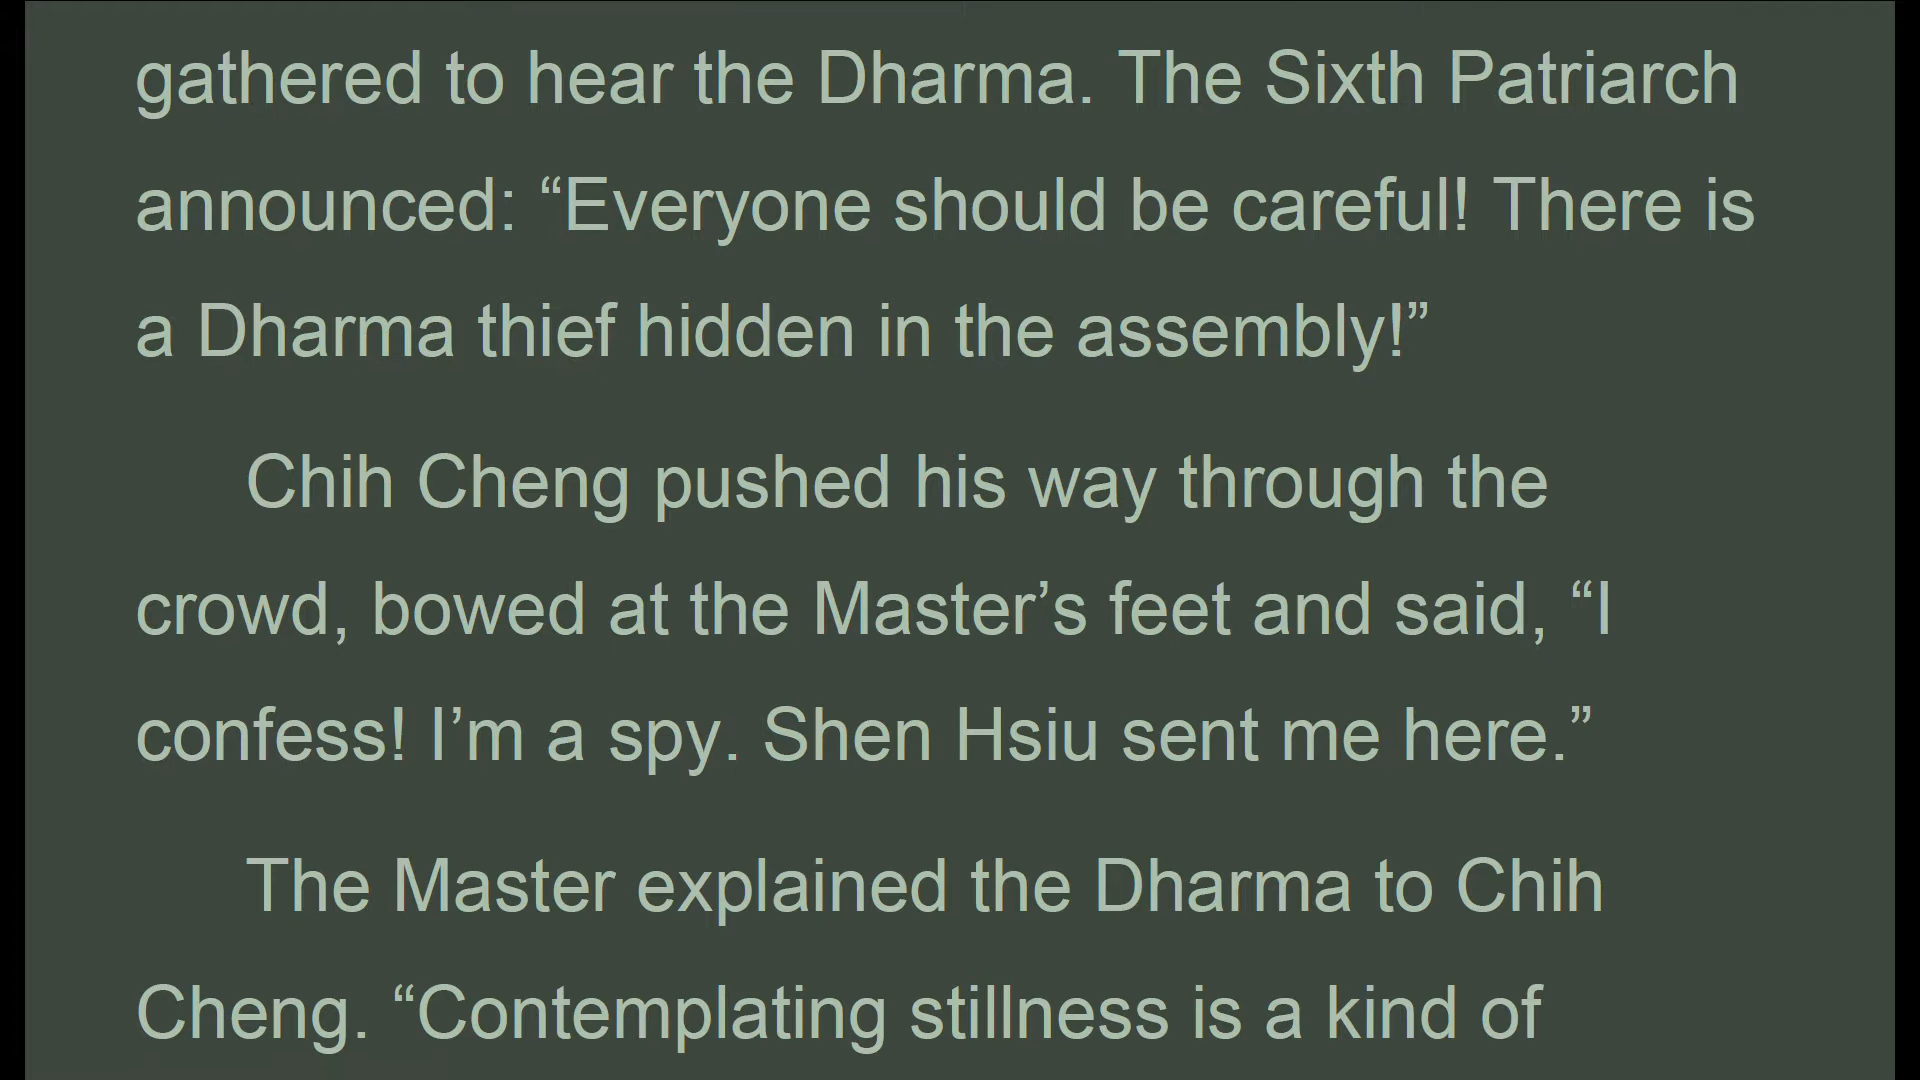 gathered to hear the Dharma. The Sixth Patriarch
announced: “Everyone should be careful! There is
a Dharma thief hidden in the assembly!”
Chih Cheng pushed his way through the
crowd, bowed at the Master’s feet and said, “I
confess! I’m a spy. Shen Hsiu sent me here.”
The Master explained the Dharma to Chih
Cheng. “Contemplating stillness is a kind of